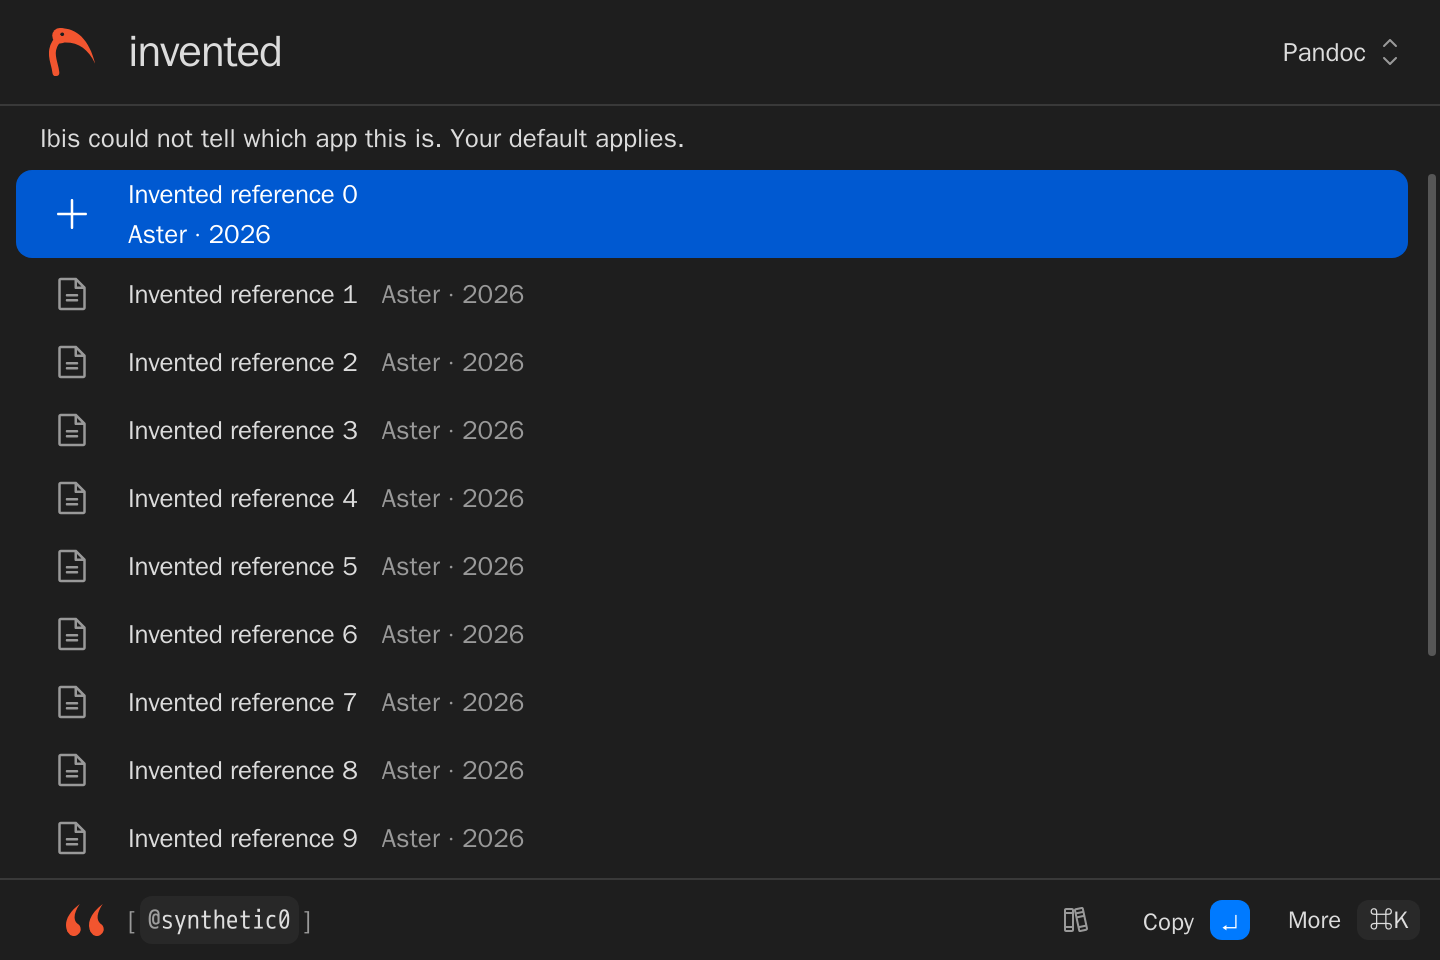 invented
Pandoc
Ibis could not tell which app this is. Your default applies.
Invented reference 0
Aster · 2026
Invented reference 1 Aster · 2026
Invented reference 2 Aster · 2026
Invented reference 3 Aster · 2026
Invented reference 4 Aster · 2026
Invented reference 5 Aster · 2026
Invented reference 6 Aster · 2026
Invented reference 7 Aster · 2026
Invented reference 8 Aster · 2026
Invented reference 9 Aster · 2026
[@synthetic0]
Copy ↵ More ⌘K